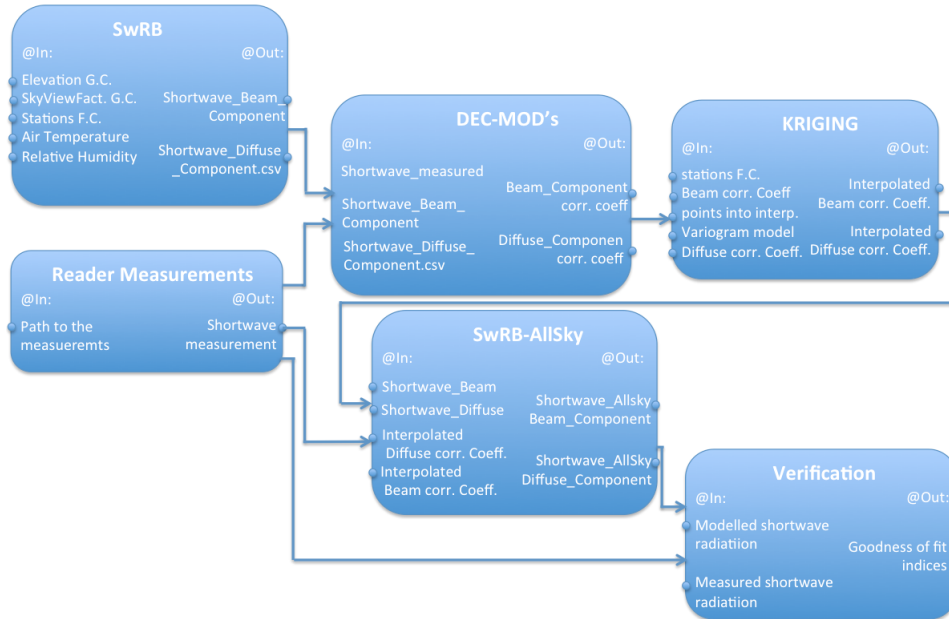 SwRB
@In:
@Out:
Elevation G.C.
SkyViewFact. G.C.
Stations F.C.
Air Temperature
Relative Humidity
Shortwave_Beam_
Component
Shortwave_Diffuse
_Component.csv
Reader Measurements
@In:
@Out:
Path to the
measueremts
Shortwave
measurement
DEC-MOD's
@In:
@Out:
Shortwave_measured
Shortwave_Beam_
Component
Shortwave_Diffuse_
Component.csv
Beam_Component
corr. coeff
Diffuse_Componen
corr. coeff
KRIGING
@In:
@Out:
stations F.C.
Beam corr. Coeff
points into interp.
Variogram model
Diffuse corr. Coeff.
Interpolated
Beam corr. Coeff.
Interpolated
Diffuse corr. Coeff.
SwRB-AllSky
@In:
@Out:
Shortwave_Beam
Shortwave_Diffuse
Interpolated
Diffuse corr. Coeff.
Interpolated
Beam corr. Coeff.
Shortwave_Allsky
Beam_Component
Shortwave_AllSky
Diffuse_Component
Verification
@In:
@Out:
Modelled shortwave
radiatiion
Measured shortwave
radiatiion
Goodness of fit
indices